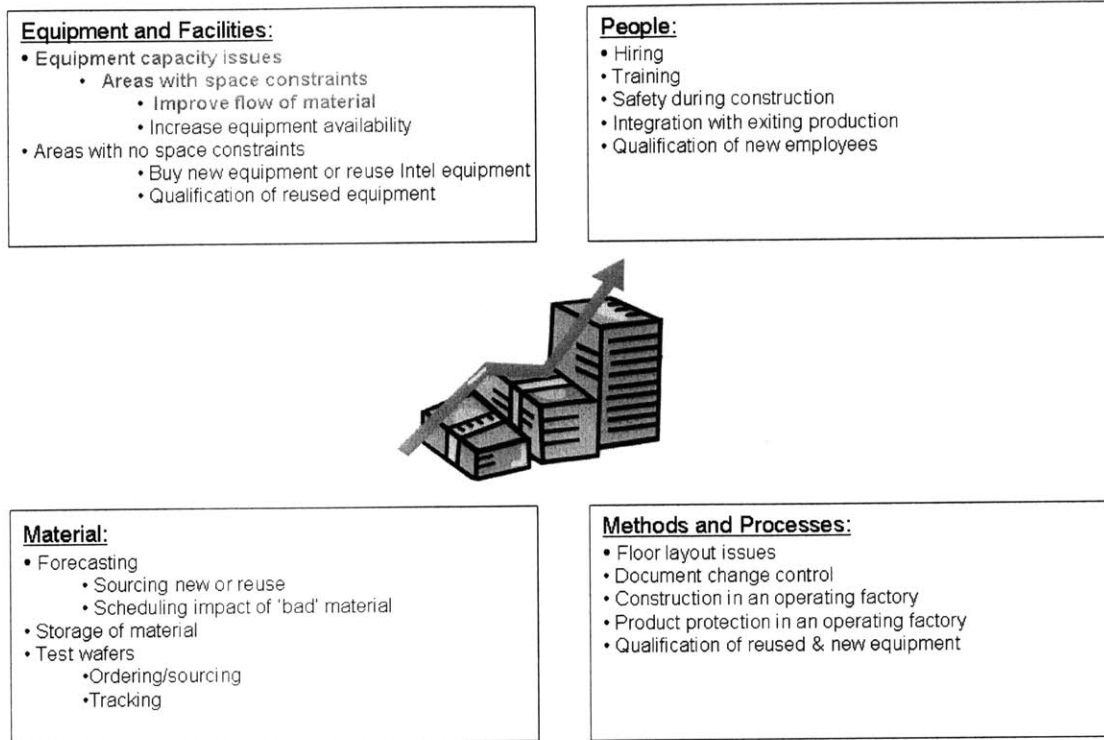 Equipment and Facilities:
• Equipment capacity issues
• Areas with space constraints
• Improve flow of material
• Increase equipment availability
• Areas with no space constraints
• Buy new equipment or reuse Intel equipment
• Qualification of reused equipment
People:
• Hiring
• Training
• Safety during construction
• Integration with exiting production
• Qualification of new employees
Material:
• Forecasting
• Sourcing new or reuse
• Scheduling impact of 'bad' material
• Storage of material
• Test wafers
•Ordering/sourcing
•Tracking
Methods and Processes:
• Floor layout issues
• Document change control
• Construction in an operating factory
• Product protection in an operating factory
• Qualification of reused & new equipment